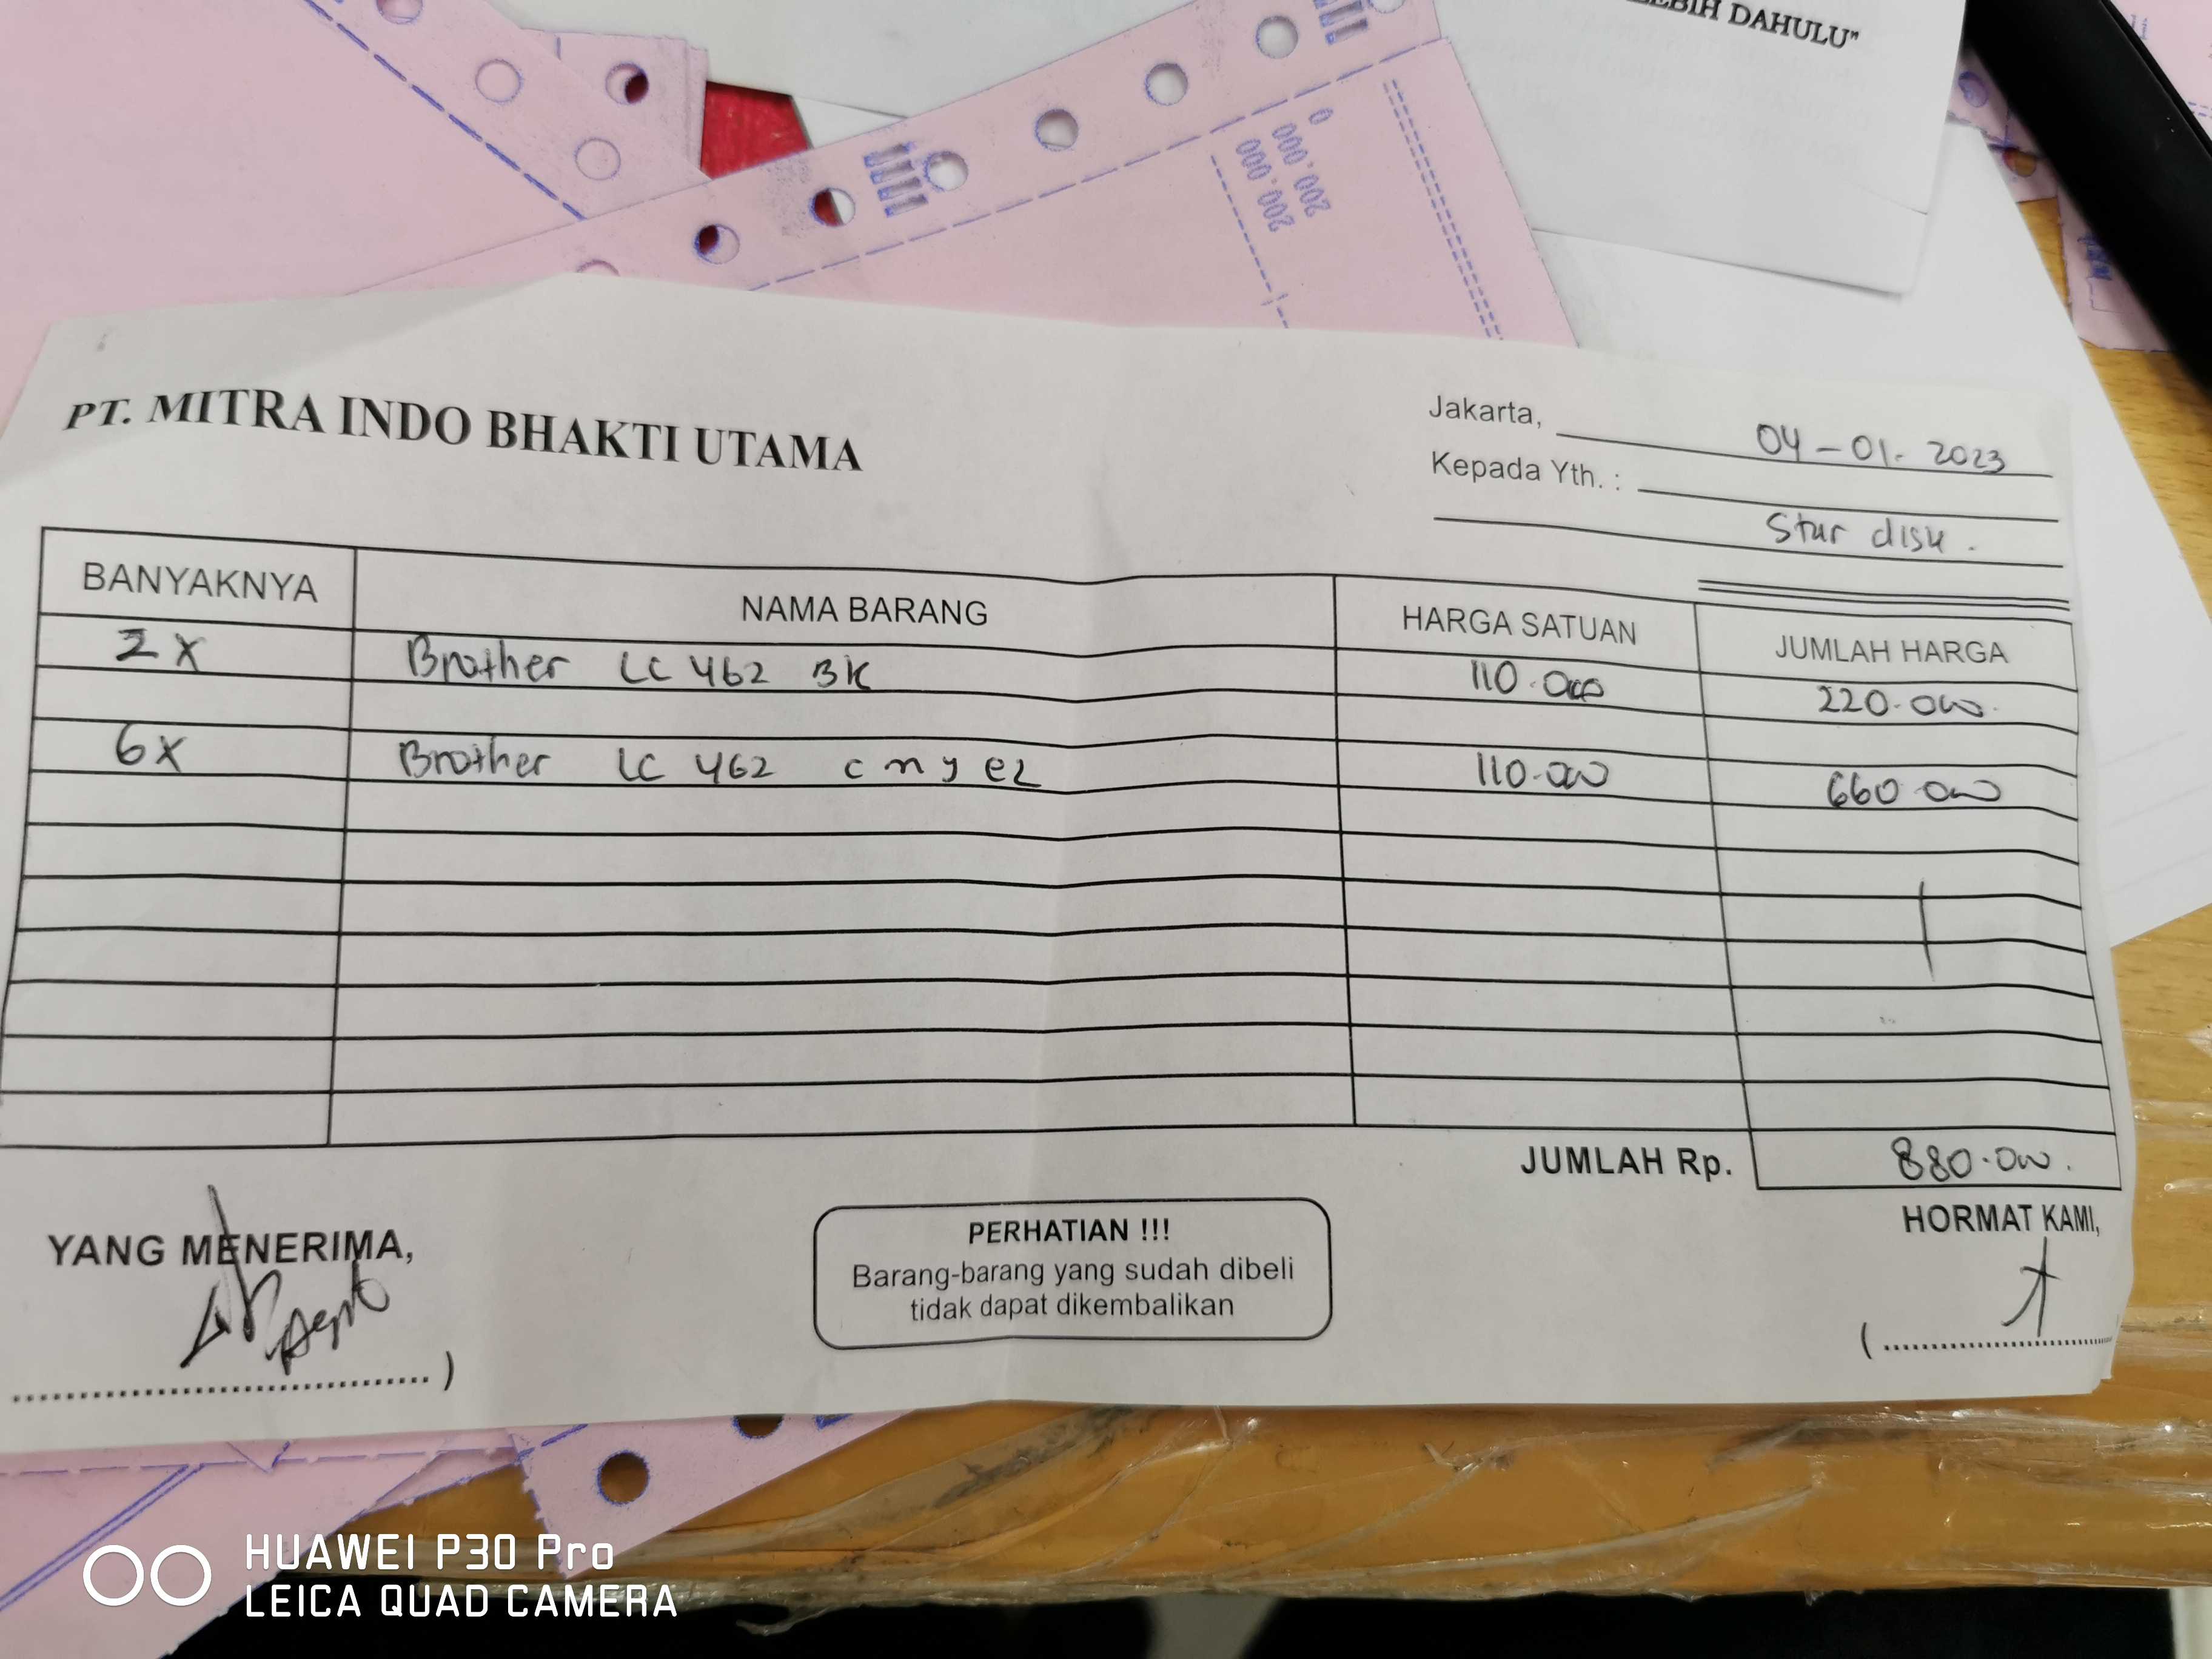 LEBIH DAHULU"
0
200.000
200.000
PT. MITRA INDO BHAKTI UTAMA
Jakarta, 04-01-2023
Kepada Yth. :
Star disk.
BANYAKNYA NAMA BARANG HARGA SATUAN JUMLAH HARGA
2x Brother LC 462 BK 110.000 220.000
6x Brother LC 462 c m y e2 110.000 660.000
JUMLAH Rp. 880.000.
YANG MENERIMA, HORMAT KAMI,
PERHATIAN !!!
Barang-barang yang sudah dibeli
tidak dapat dikembalikan
HUAWEI P30 Pro
LEICA QUAD CAMERA